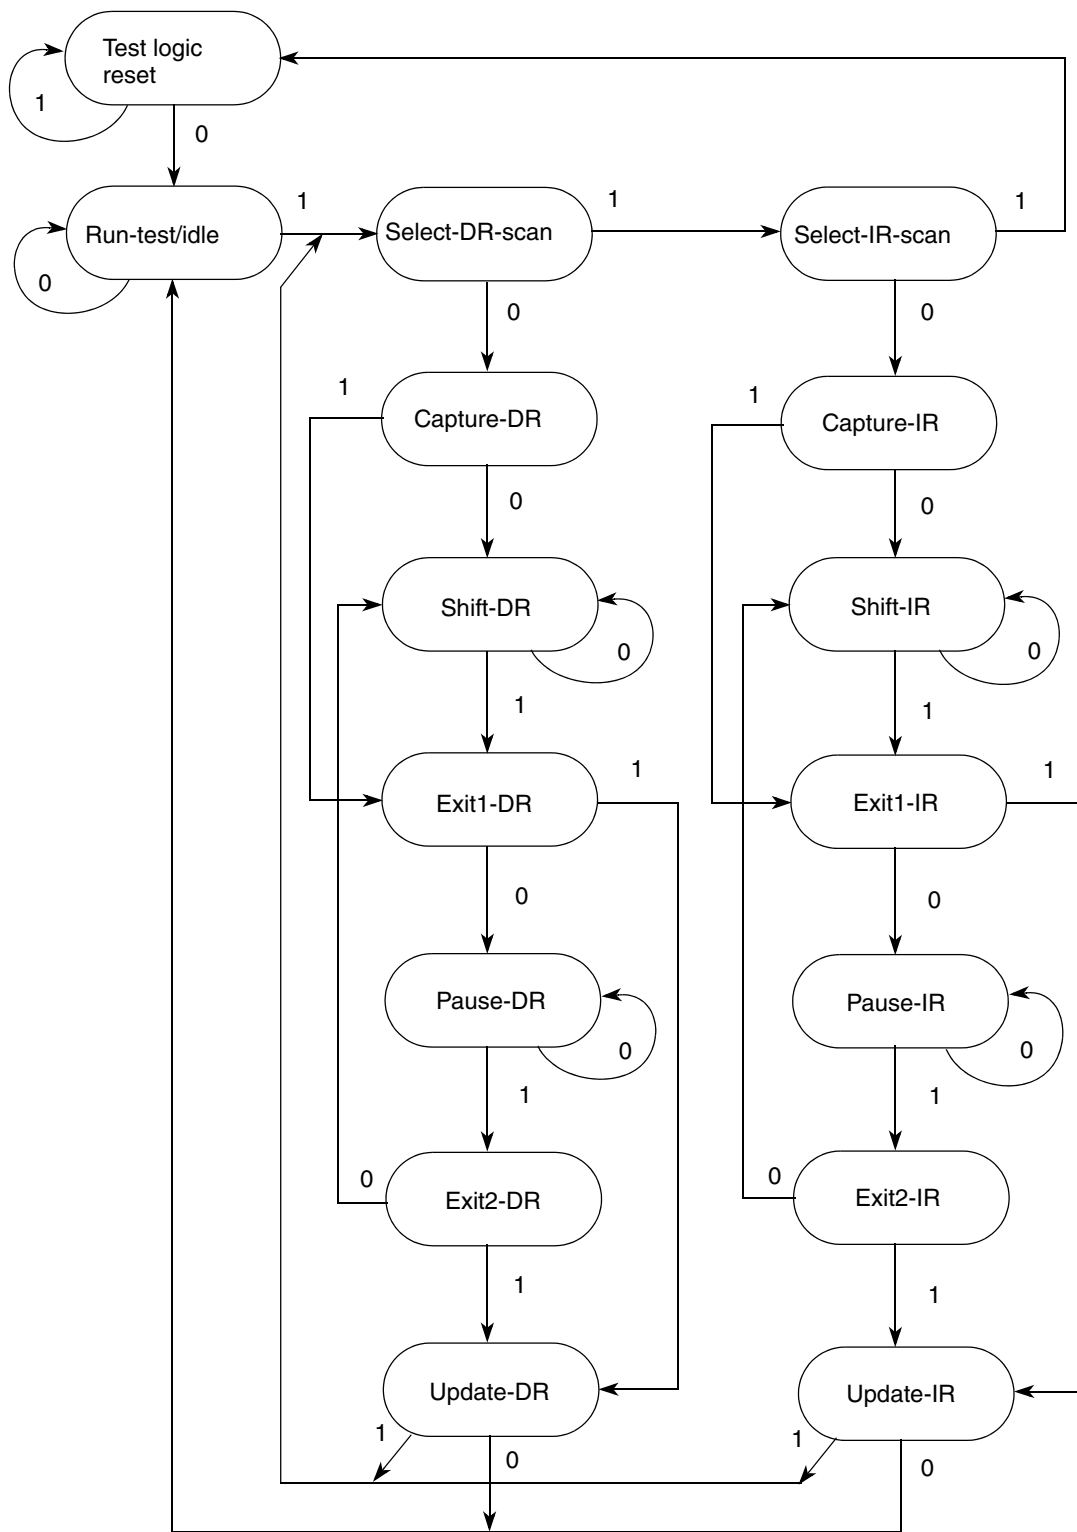 Test logic
reset
1
0
Run-test/idle
1
Select-DR-scan
1
Select-IR-scan
1
0
0
0
1
Capture-DR
1
Capture-IR
0
0
Shift-DR
0
Shift-IR
0
1
1
Exit1-DR
1
Exit1-IR
1
0
0
Pause-DR
0
Pause-IR
0
1
1
0
Exit2-DR
0
Exit2-IR
1
1
Update-DR
Update-IR
1
0
1
0